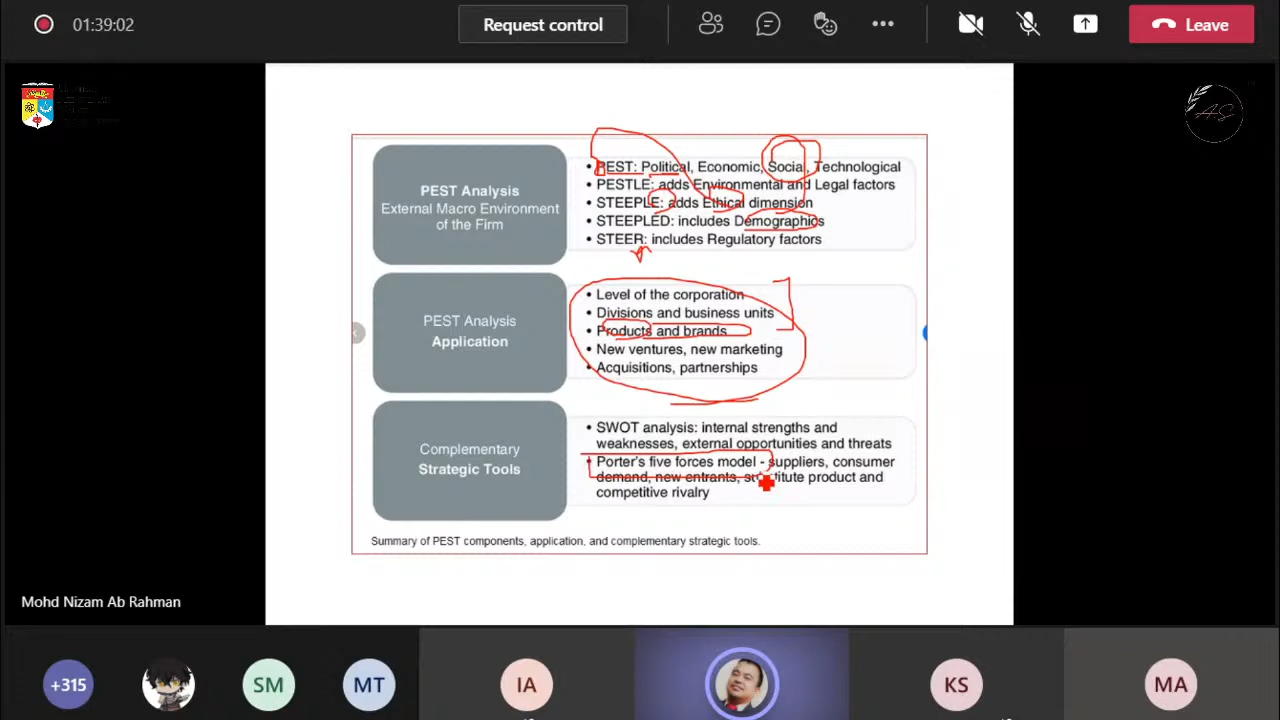 01:39:02
Request control
Leave
AS
PEST Analysis
External Macro Environment
of the Firm
• PEST: Political, Economic, Social, Technological
• PESTLE: adds Environmental and Legal factors
• STEEPLE: adds Ethical dimension
• STEEPLED: includes Demographics
• STEER: includes Regulatory factors
PEST Analysis
Application
• Level of the corporation
• Divisions and business units
• Products and brands
• New ventures, new marketing
• Acquisitions, partnerships
Complementary
Strategic Tools
• SWOT analysis: internal strengths and
weaknesses, external opportunities and threats
• Porter's five forces model - suppliers, consumer
demand, new entrants, substitute product and
competitive rivalry
Summary of PEST components, application, and complementary strategic tools.
Mohd Nizam Ab Rahman
+315
SM
MT
IA
KS
MA